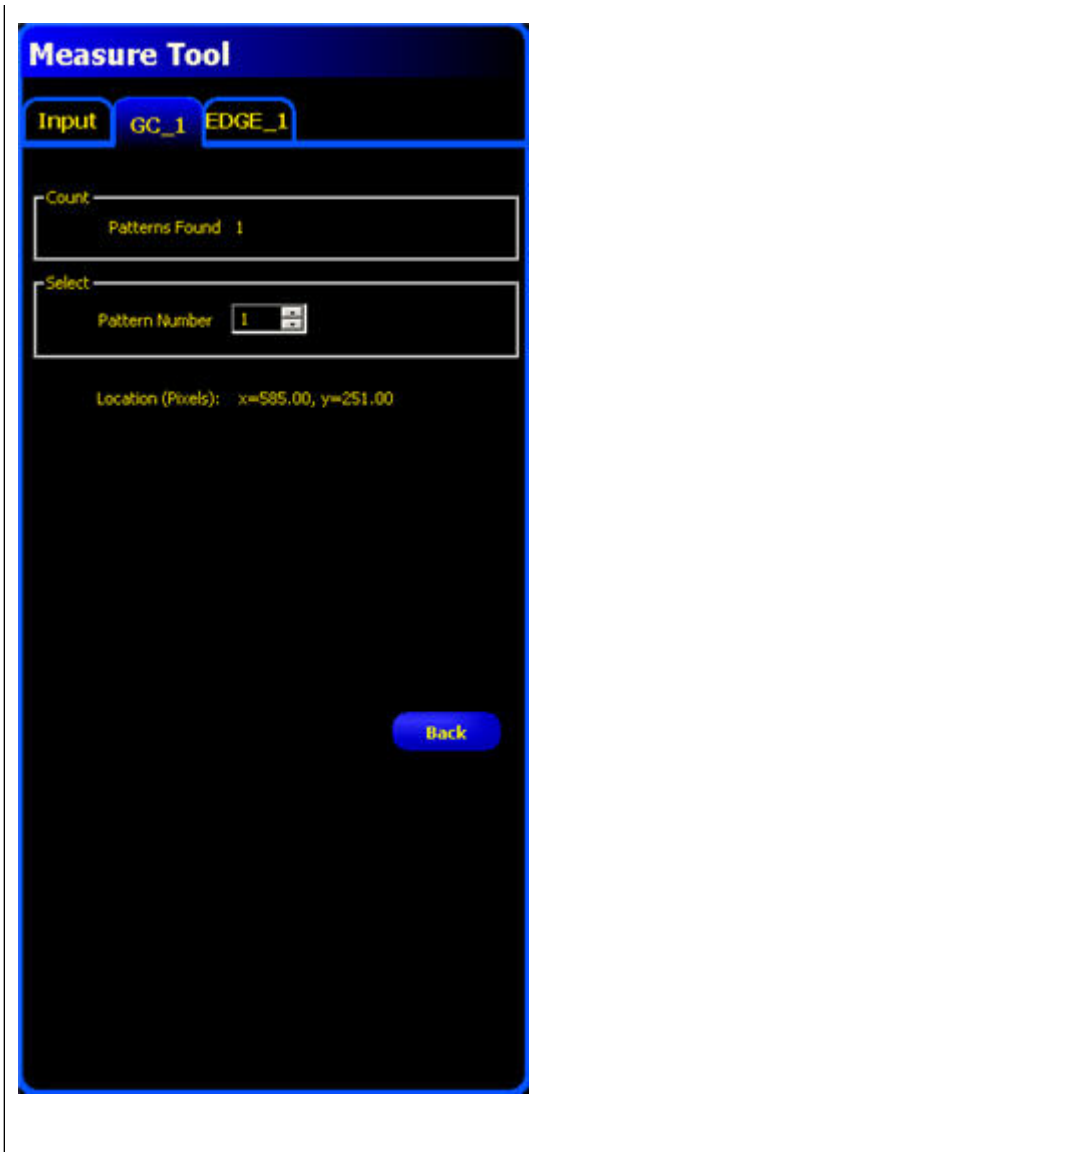 Measure Tool
Input GC_1 EDGE_1
Count
Patterns Found 1
Select
Pattern Number 1
Location (Pixels): x=585.00, y=251.00
Back